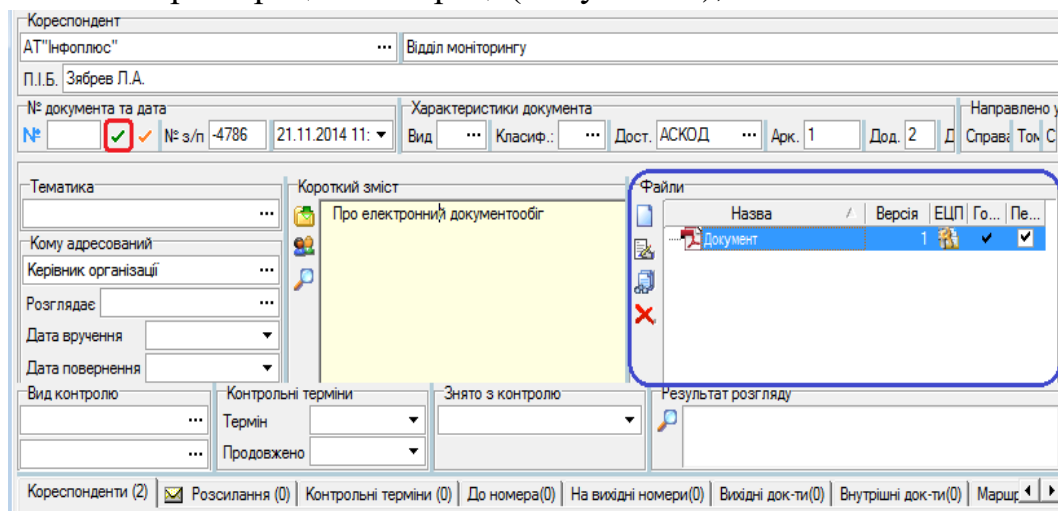 Кореспондент
АТ"Інфоплюс" ... Відділ моніторингу
П.І.Б. Зябрев Л.А.
№ документа та дата Характеристики документа Направлено у
№ № з/п -4786 21.11.2014 11: Вид ... Класиф.: ... Дост. АСКОД ... Арк. 1 Дод. 2 Справа Том С
Тематика Короткий зміст Файли
... Про електронний документообіг Назва Версія ЕЦП Го... Пе...
Кому адресований Документ 1
Керівник організації ...
Розглядає ...
Дата вручення
Дата повернення
Вид контролю Контрольні терміни Знято з контролю Результат розгляду
... Термін
... Продовжено
Кореспонденти (2) Розсилання (0) Контрольні терміни (0) До номера(0) На вихідні номери(0) Вихідні док-ти(0) Внутрішні док-ти(0)